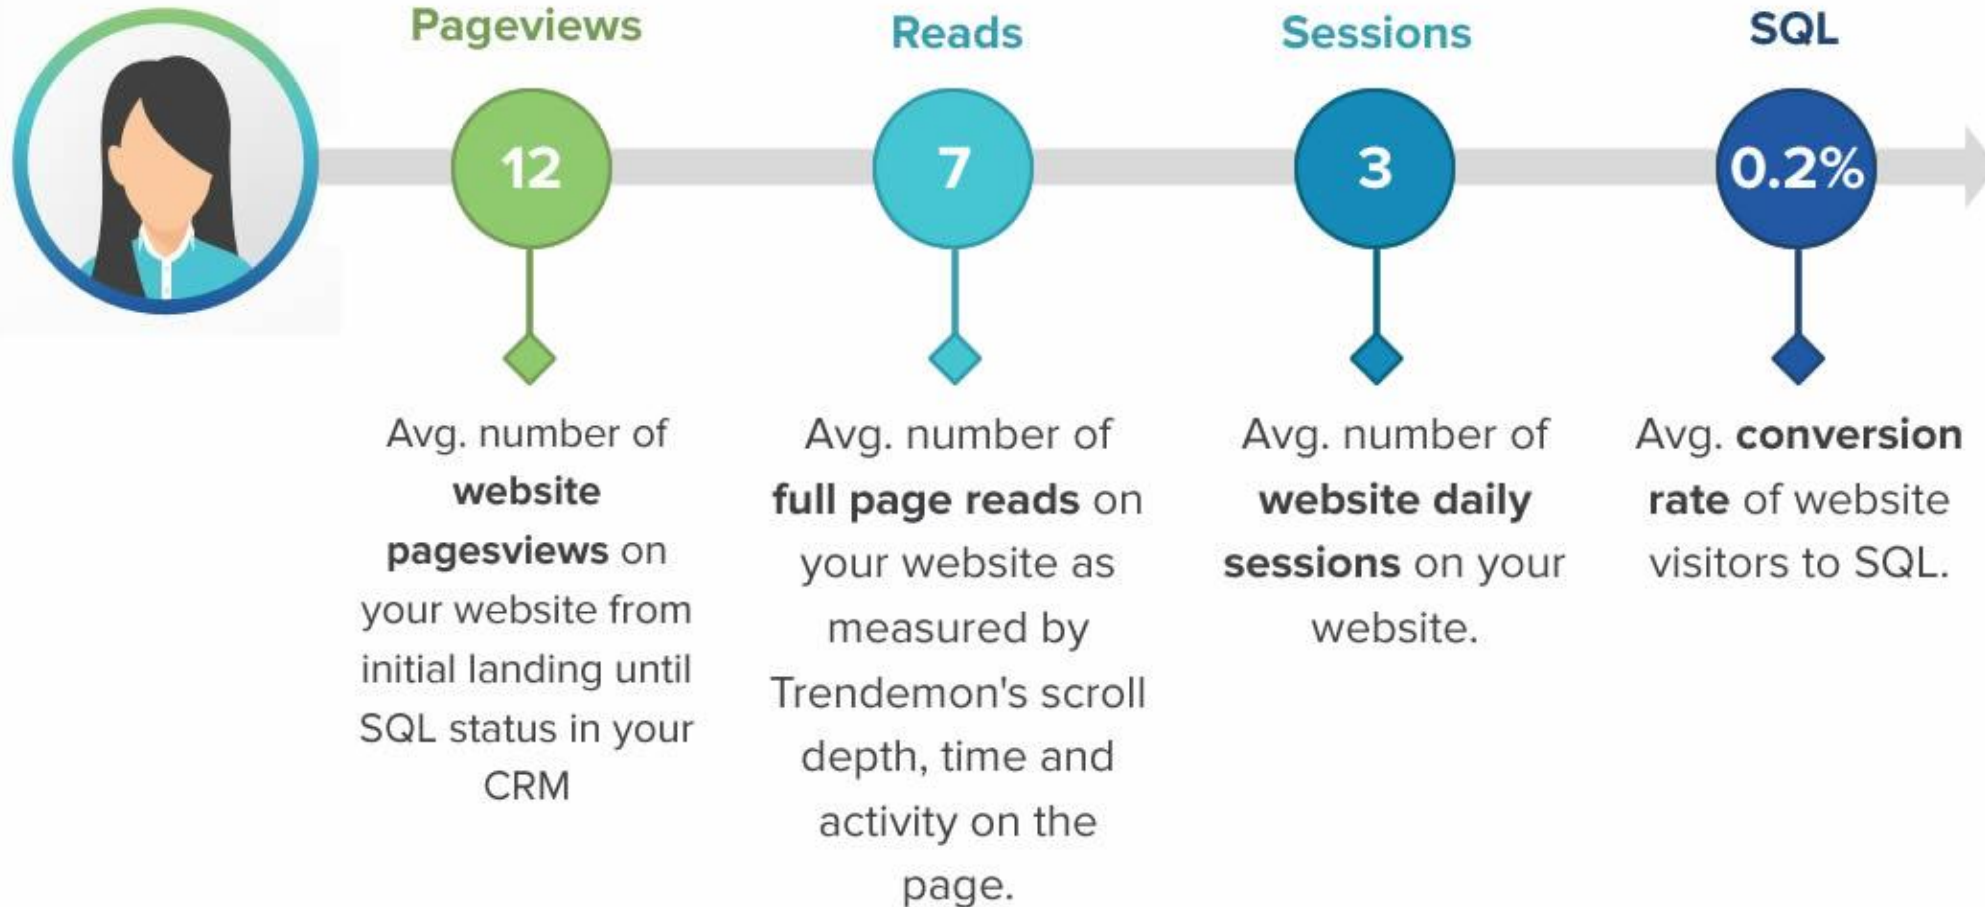 Pageviews
Reads
Sessions
SQL
12
7
3
0.2%
Avg. number of
website
pagesviews on
your website from
initial landing until
SQL status in your
CRM
Avg. number of
full page reads on
your website as
measured by
Trendemon's scroll
depth, time and
activity on the
page.
Avg. number of
website daily
sessions on your
website.
Avg. conversion
rate of website
visitors to SQL.